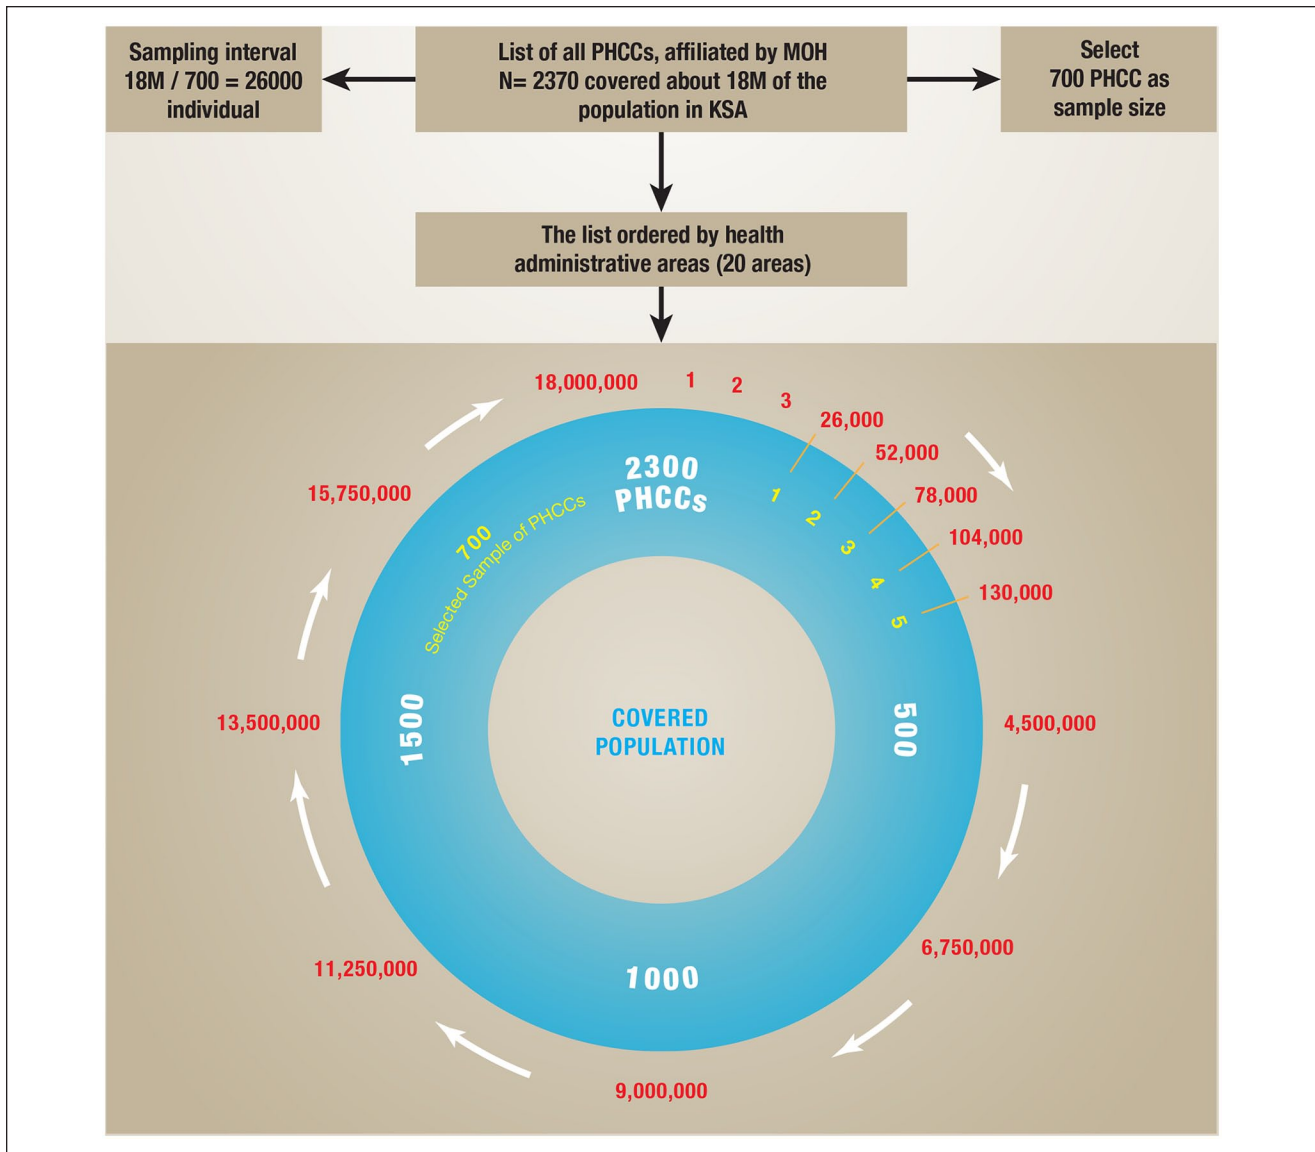 Sampling interval
18M / 700 = 26000
individual
List of all PHCCs, affiliated by MOH
N= 2370 covered about 18M of the
population in KSA
Select
700 PHCC as
sample size
The list ordered by health
administrative areas (20 areas)
18,000,000
1
2
3
26,000
52,000
78,000
104,000
130,000
4,500,000
6,750,000
9,000,000
11,250,000
13,500,000
15,750,000
2300
PHCCs
1
2
3
4
5
500
1000
1500
700
Selected Sample of PHCCs
COVERED
POPULATION